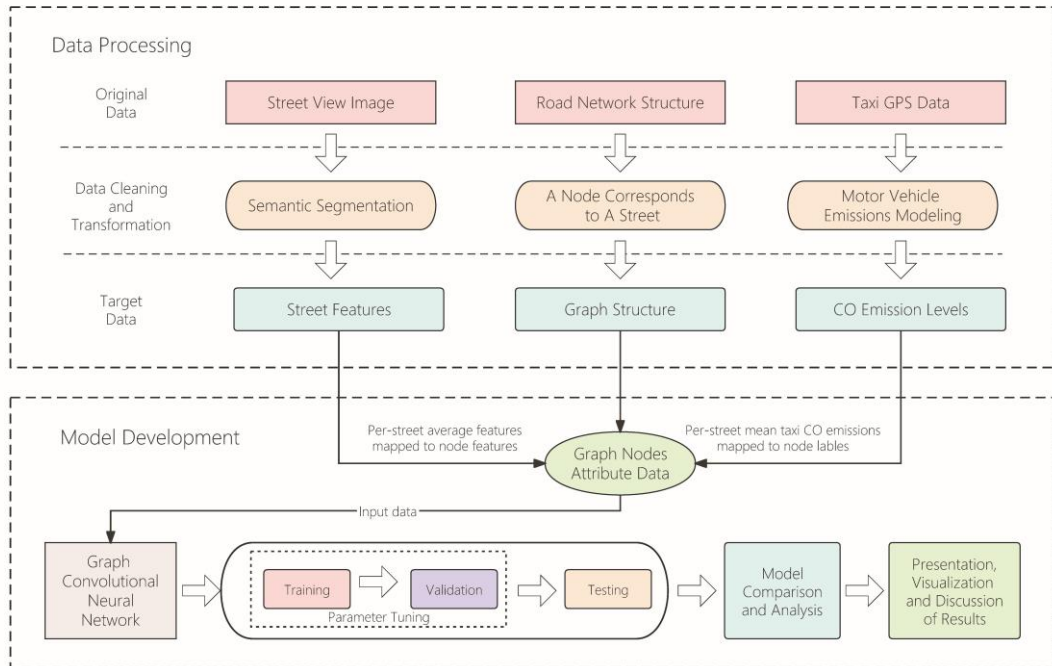 Data Processing
Original
Data
Street View Image
Road Network Structure
Taxi GPS Data
Data Cleaning
and
Transformation
Semantic Segmentation
A Node Corresponds
to A Street
Motor Vehicle
Emissions Modeling
Target
Data
Street Features
Graph Structure
CO Emission Levels
Model Development
Per-street average features
mapped to node features
Graph Nodes
Attribute Data
Per-street mean taxi CO emissions
mapped to node lables
Input data
Graph
Convolutional
Neural
Network
Training
Validation
Parameter Tuning
Testing
Model
Comparison
and Analysis
Presentation,
Visualization
and Discussion
of Results